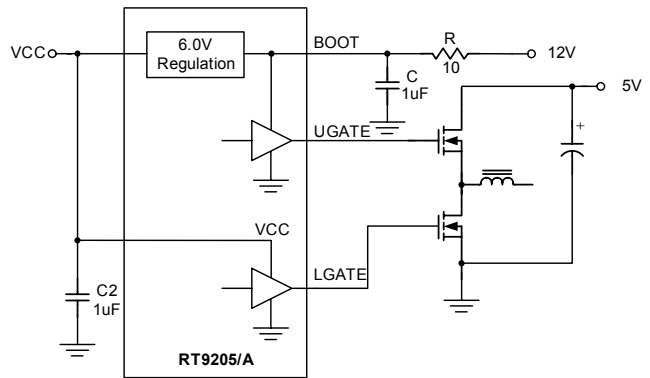 VCC
6.0V
Regulation
BOOT
R
10
12V
C
1uF
5V
+
UGATE
VCC
LGATE
C2
1uF
RT9205/A